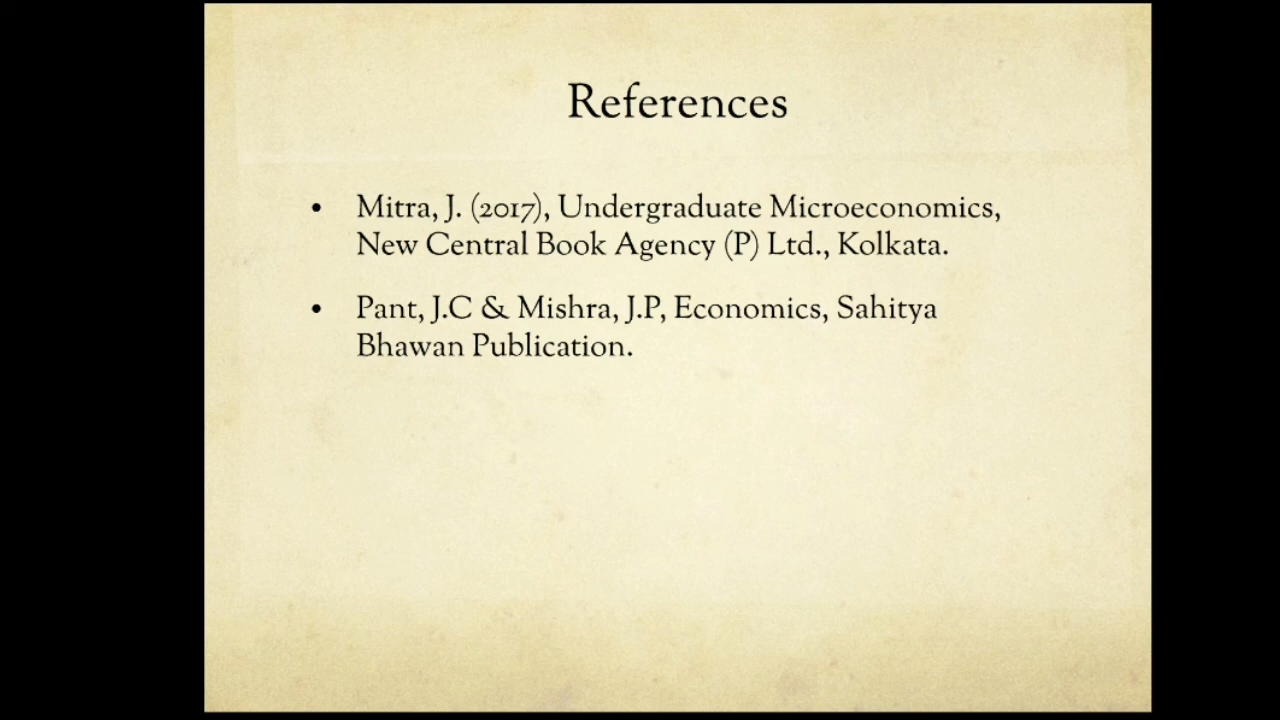 References
• Mitra, J. (2017), Undergraduate Microeconomics,
New Central Book Agency (P) Ltd., Kolkata.
• Pant, J.C & Mishra, J.P, Economics, Sahitya
Bhawan Publication.